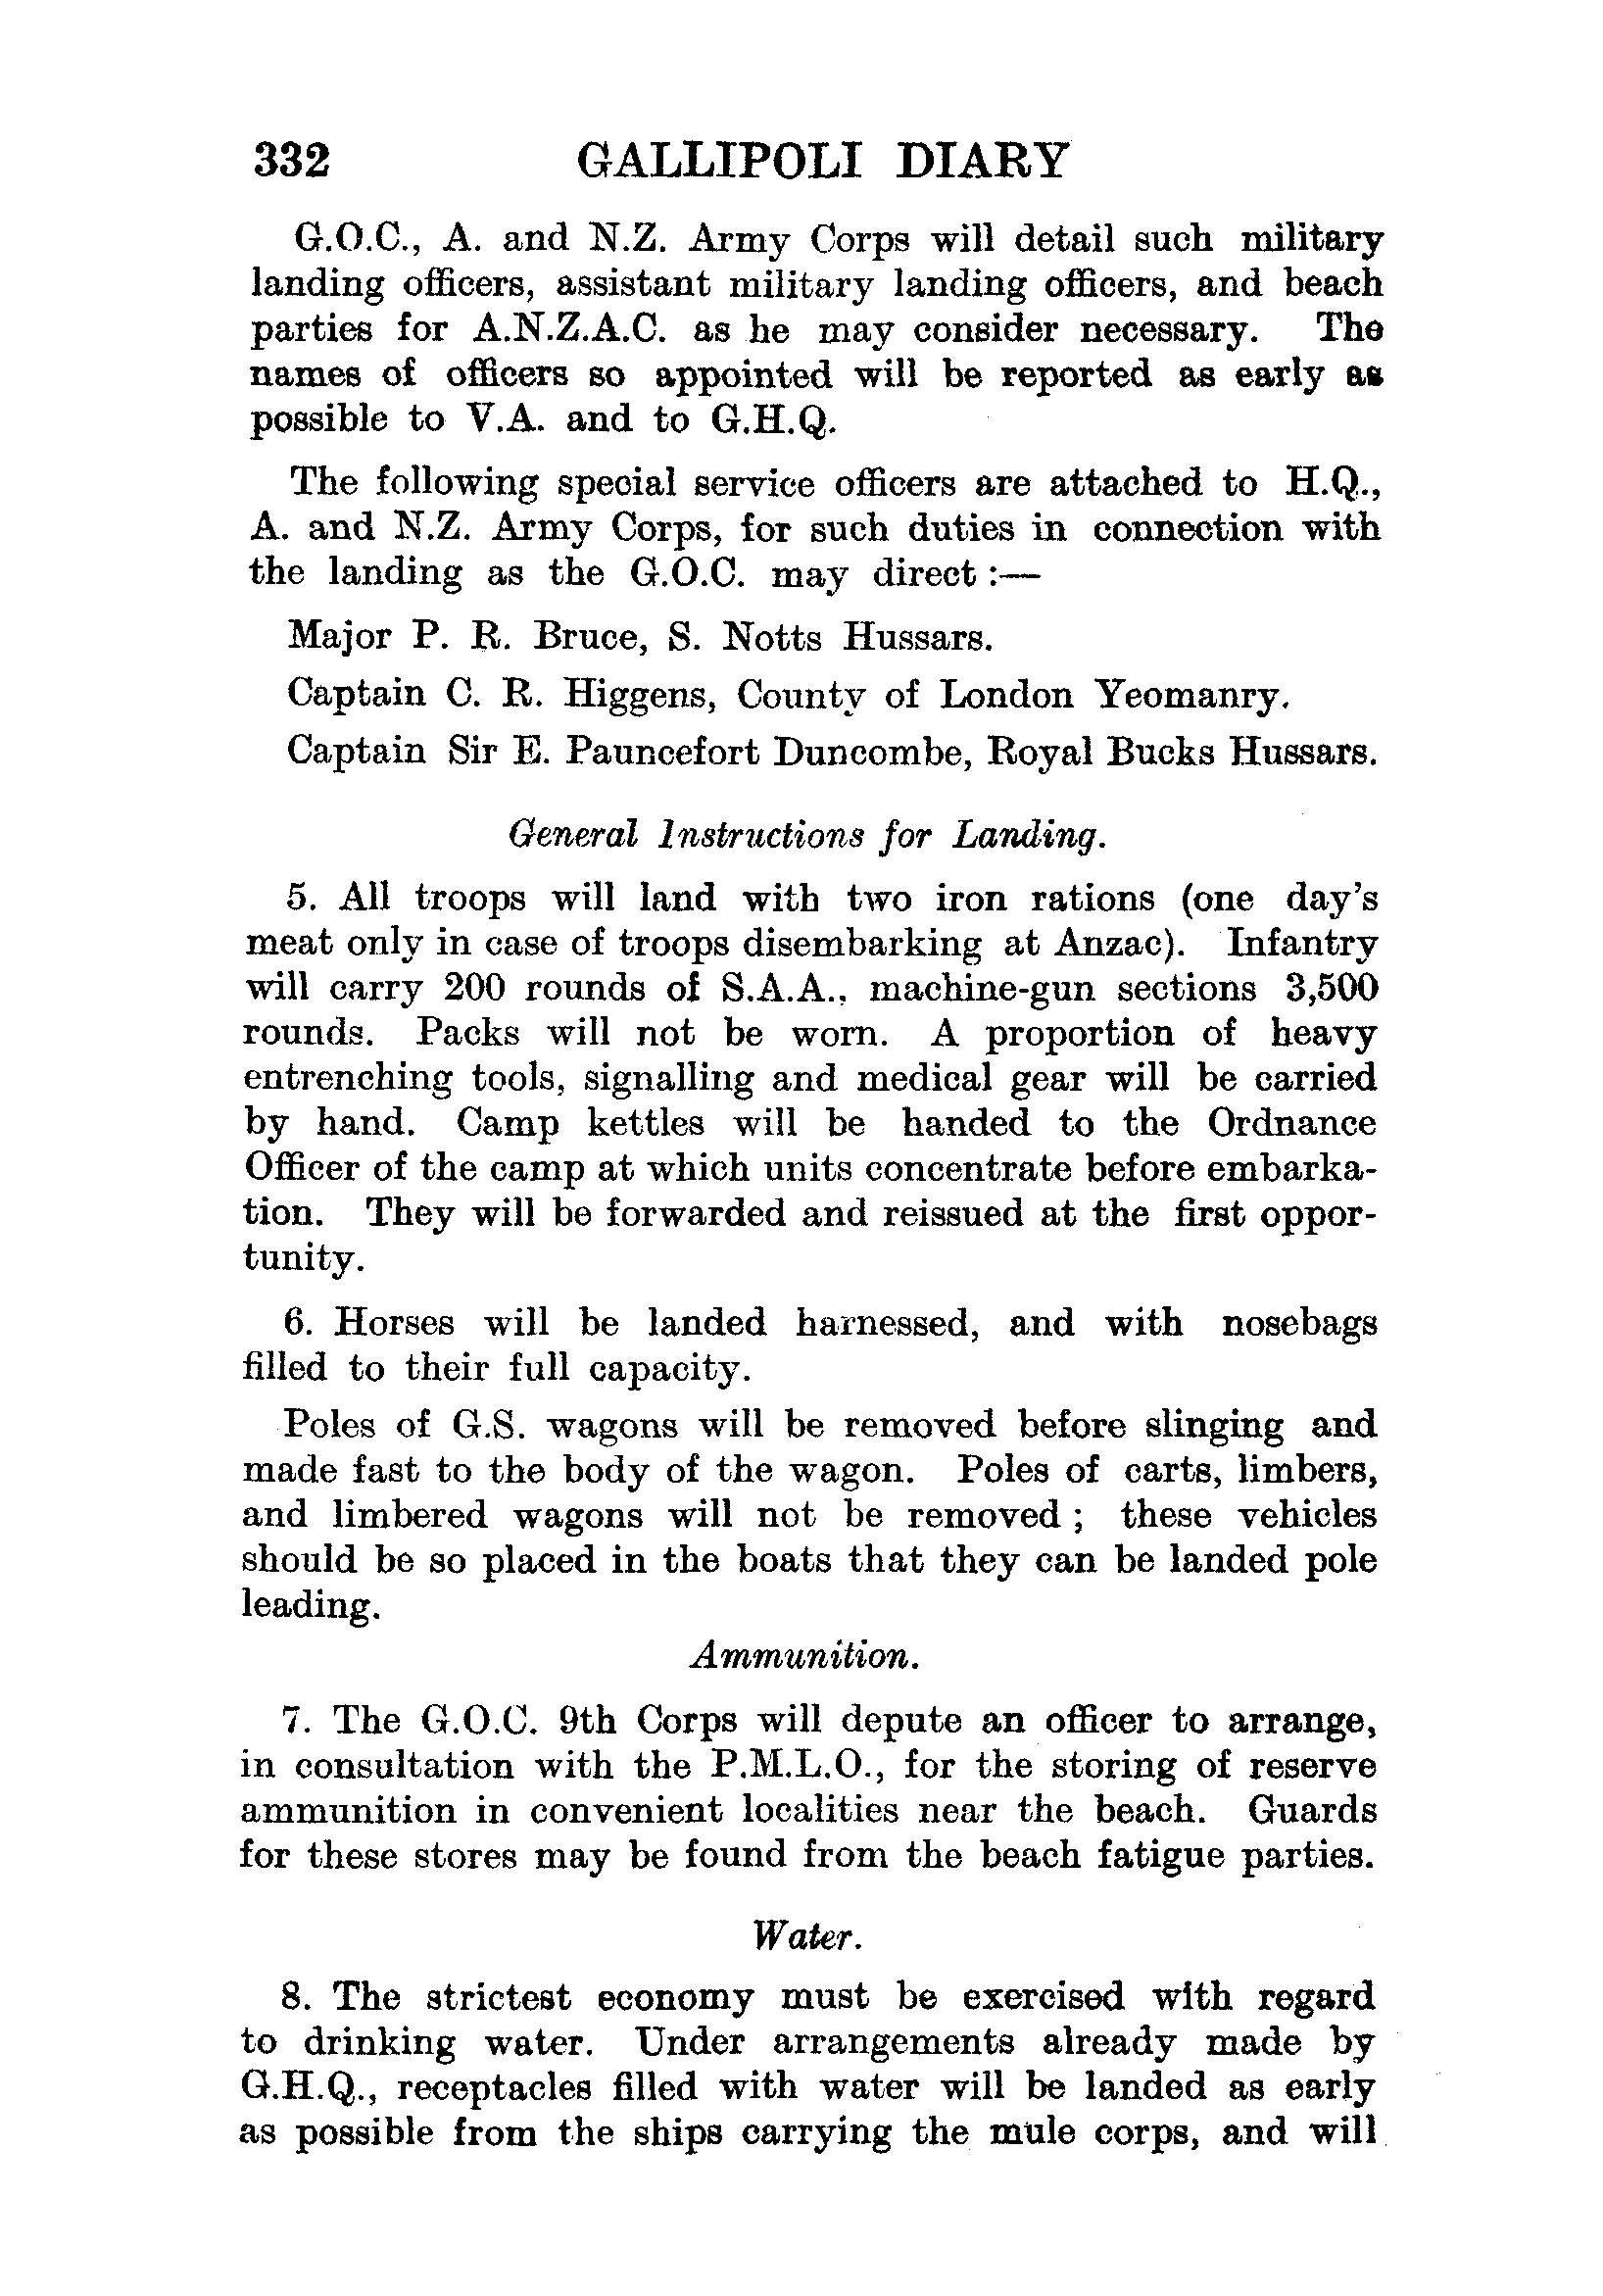 332 GALLIPOLI DIARY
G.O.C., A. and N.Z. Army Corps will detail such military
landing officers, assistant military landing officers, and beach
parties for A.N.Z.A.C. as he may consider necessary. The
names of officers so appointed will be reported as early as
possible to V.A. and to G.H.Q.
The following special service officers are attached to H.Q.,
A. and N.Z. Army Corps, for such duties in connection with
the landing as the G.O.C. may direct :—
Major P. R. Bruce, S. Notts Hussars.
Captain C. R. Higgens, County of London Yeomanry.
Captain Sir E. Pauncefort Duncombe, Royal Bucks Hussars.
General Instructions for Landing.
5. All troops will land with two iron rations (one day's
meat only in case of troops disembarking at Anzac). Infantry
will carry 200 rounds of S.A.A., machine-gun sections 3,500
rounds. Packs will not be worn. A proportion of heavy
entrenching tools, signalling and medical gear will be carried
by hand. Camp kettles will be handed to the Ordnance
Officer of the camp at which units concentrate before embarka-
tion. They will be forwarded and reissued at the first oppor-
tunity.
6. Horses will be landed harnessed, and with nosebags
filled to their full capacity.
Poles of G.S. wagons will be removed before slinging and
made fast to the body of the wagon. Poles of carts, limbers,
and limbered wagons will not be removed ; these vehicles
should be so placed in the boats that they can be landed pole
leading.
Ammunition.
7. The G.O.C. 9th Corps will depute an officer to arrange,
in consultation with the P.M.L.O., for the storing of reserve
ammunition in convenient localities near the beach. Guards
for these stores may be found from the beach fatigue parties.
Water.
8. The strictest economy must be exercised with regard
to drinking water. Under arrangements already made by
G.H.Q., receptacles filled with water will be landed as early
as possible from the ships carrying the mule corps, and will